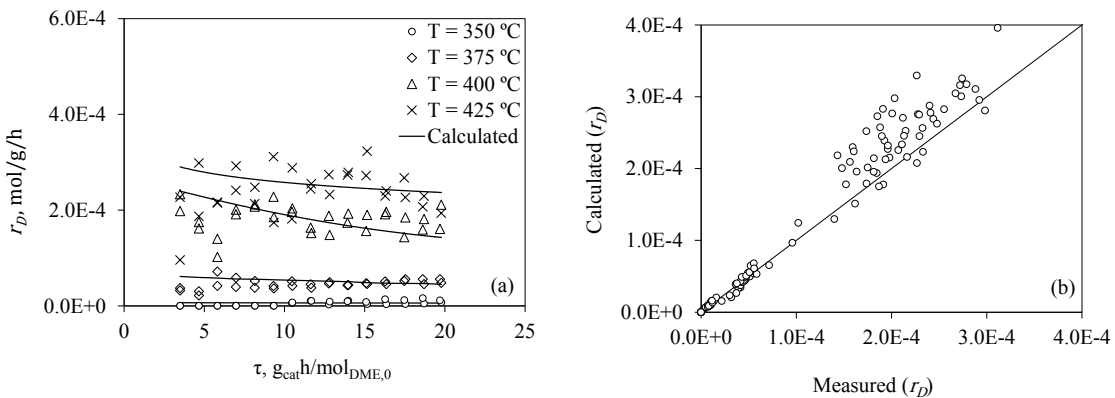 6.0E-4
4.0E-4
2.0E-4
0.0E+0
r_D, mol/g/h
0 5 10 15 20 25
τ, g_cat h/mol_DME,0
T = 350 ºC
T = 375 ºC
T = 400 ºC
T = 425 ºC
Calculated
(a)
4.0E-4
3.0E-4
2.0E-4
1.0E-4
0.0E+0
Calculated (r_D)
0.0E+0 1.0E-4 2.0E-4 3.0E-4 4.0E-4
Measured (r_D)
(b)